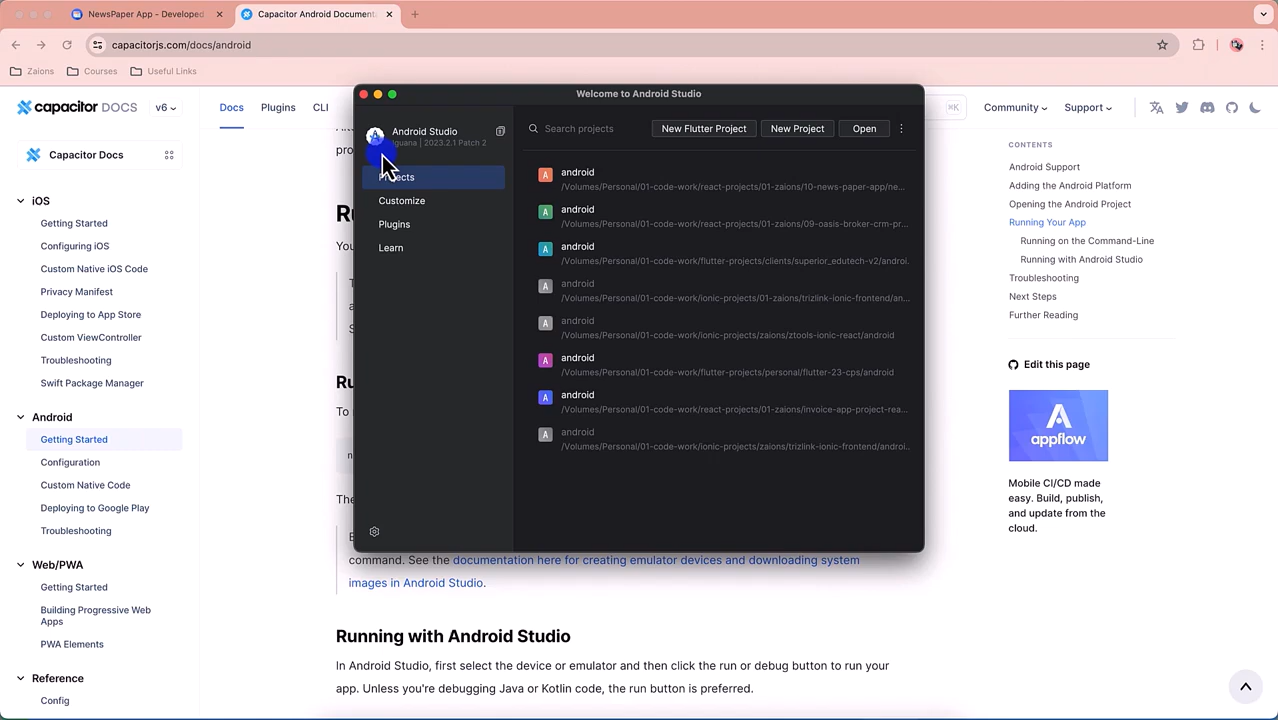 NewsPaper App - Developed
Capacitor Android Documenta
capacitorjs.com/docs/android
Zaions
Courses
Useful Links
capacitor DOCS
v6
Docs
Plugins
CLI
⌘K
Community
Support
Capacitor Docs
iOS
Getting Started
Configuring iOS
Custom Native iOS Code
Privacy Manifest
Deploying to App Store
Custom ViewController
Troubleshooting
Swift Package Manager
Android
Getting Started
Configuration
Custom Native Code
Deploying to Google Play
Troubleshooting
Web/PWA
Getting Started
Building Progressive Web
Apps
PWA Elements
Reference
Config
Welcome to Android Studio
Android Studio
Iguana | 2023.2.1 Patch 2
Projects
Customize
Plugins
Learn
Search projects
New Flutter Project
New Project
Open
A
android
/Volumes/Personal/01-code-work/react-projects/01-zaions/10-news-paper-app/ne...
A
android
/Volumes/Personal/01-code-work/react-projects/01-zaions/09-oasis-broker-crm-pr...
A
android
/Volumes/Personal/01-code-work/flutter-projects/clients/superior_edutech-v2/androi..
A
android
/Volumes/Personal/01-code-work/ionic-projects/01-zaions/trizlink-ionic-frontend/an...
A
android
/Volumes/Personal/01-code-work/ionic-projects/zaions/ztools-ionic-react/android
A
android
/Volumes/Personal/01-code-work/flutter-projects/personal/flutter-23-cps/android
A
android
/Volumes/Personal/01-code-work/react-projects/01-zaions/invoice-app-project-rea...
A
android
/Volumes/Personal/01-code-work/ionic-projects/zaions/trizlink-ionic-frontend/androi..
command. See the documentation here for creating emulator devices and downloading system
images in Android Studio.
Running with Android Studio
In Android Studio, first select the device or emulator and then click the run or debug button to run your
app. Unless you're debugging Java or Kotlin code, the run button is preferred.
CONTENTS
Android Support
Adding the Android Platform
Opening the Android Project
Running Your App
Running on the Command-Line
Running with Android Studio
Troubleshooting
Next Steps
Further Reading
Edit this page
appflow
Mobile CI/CD made
easy. Build, publish,
and update from the
cloud.